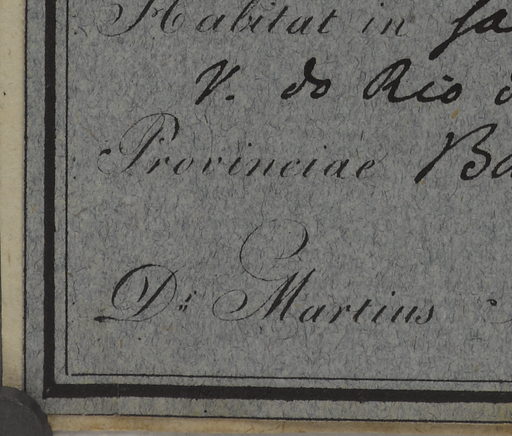 Habitat in
V. do Rio
Provinciae
Dr. Martius